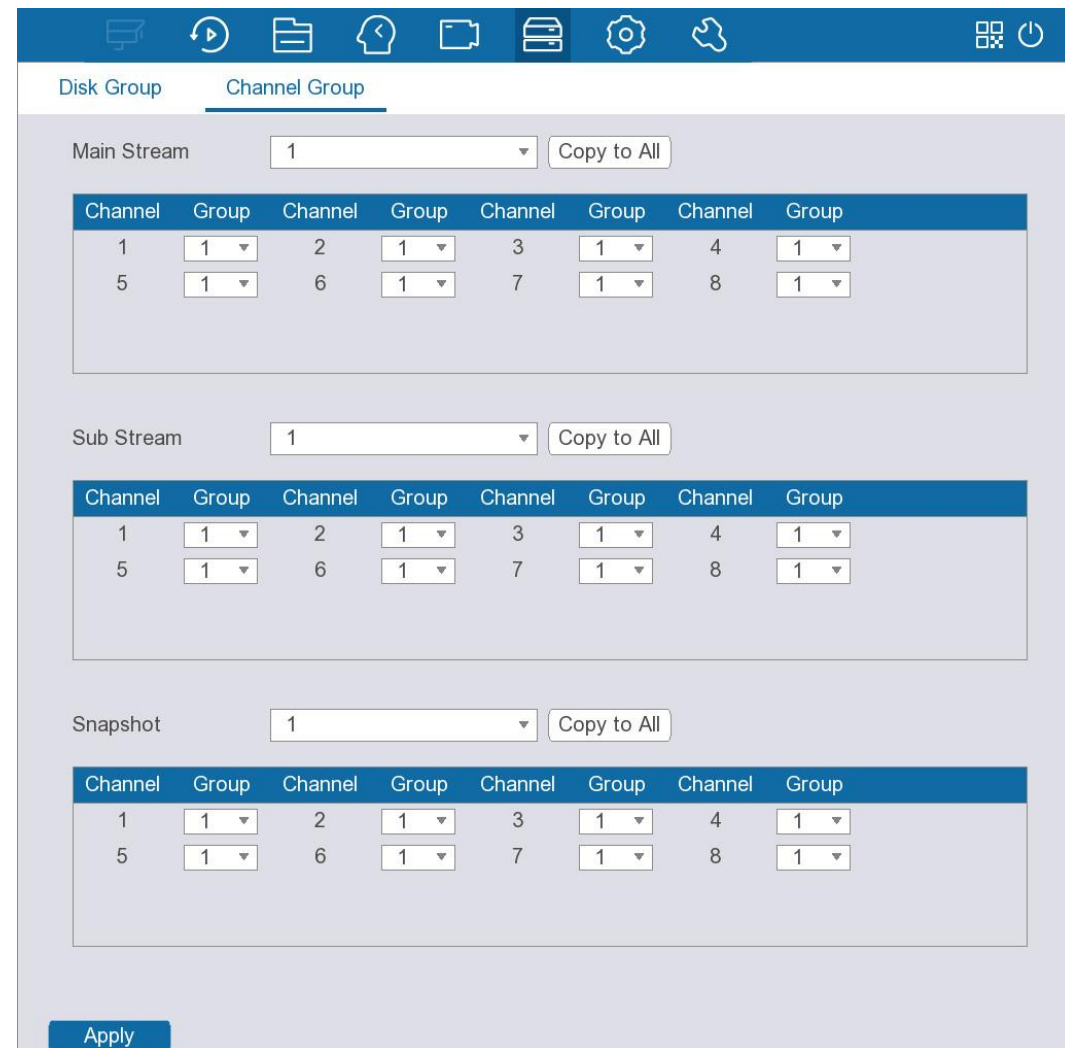 Disk Group Channel Group
Main Stream 1 Copy to All
Channel Group Channel Group Channel Group Channel Group
1 1 2 1 3 1 4 1
5 1 6 1 7 1 8 1
Sub Stream 1 Copy to All
Channel Group Channel Group Channel Group Channel Group
1 1 2 1 3 1 4 1
5 1 6 1 7 1 8 1
Snapshot 1 Copy to All
Channel Group Channel Group Channel Group Channel Group
1 1 2 1 3 1 4 1
5 1 6 1 7 1 8 1
Apply